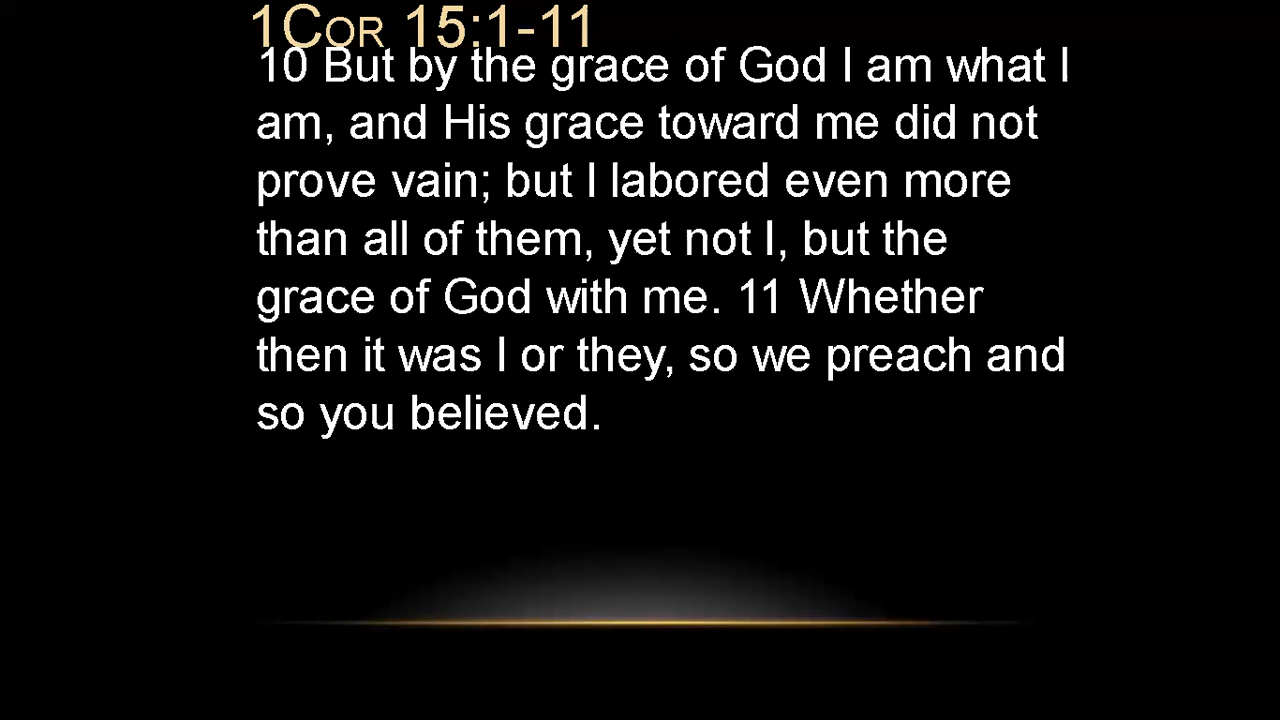 1Cor 15:1-11
10 But by the grace of God I am what I
am, and His grace toward me did not
prove vain; but I labored even more
than all of them, yet not I, but the
grace of God with me. 11 Whether
then it was I or they, so we preach and
so you believed.